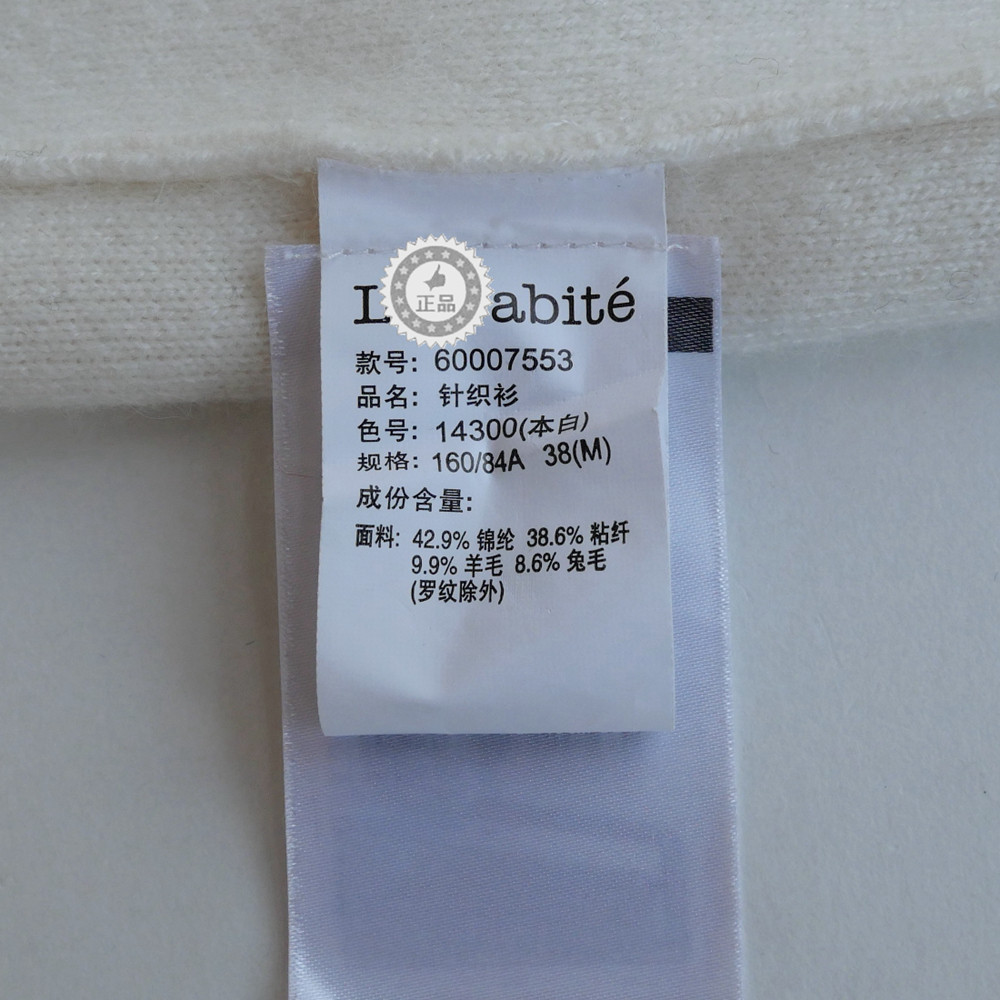 L abité
正品
款号: 60007553
品名: 针织衫
色号: 14300(本白)
规格: 160/84A 38(M)
成份含量:
面料: 42.9% 锦纶 38.6% 粘纤
9.9% 羊毛 8.6% 兔毛
(罗纹除外)